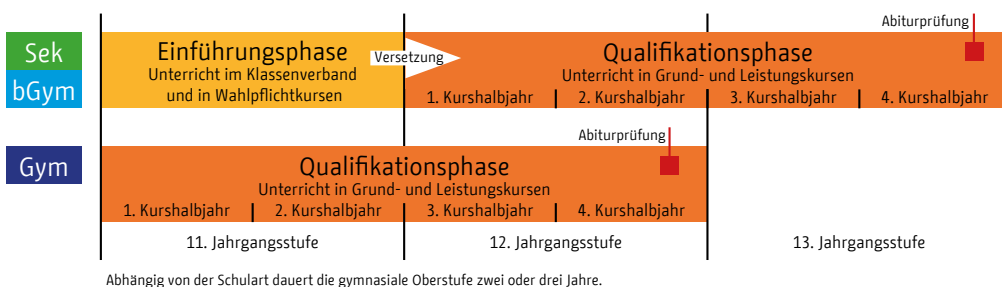 Abiturprüfung
Sek
bGym
Einführungsphase
Unterricht im Klassenverband
und in Wahlpflichtkursen
Versetzung
Qualifikationsphase
Unterricht in Grund- und Leistungskursen
1. Kurshalbjahr 2. Kurshalbjahr 3. Kurshalbjahr 4. Kurshalbjahr
Abiturprüfung
Gym
Qualifikationsphase
Unterricht in Grund- und Leistungskursen
1. Kurshalbjahr 2. Kurshalbjahr 3. Kurshalbjahr 4. Kurshalbjahr
11. Jahrgangsstufe 12. Jahrgangsstufe 13. Jahrgangsstufe
Abhängig von der Schulart dauert die gymnasiale Oberstufe zwei oder drei Jahre.